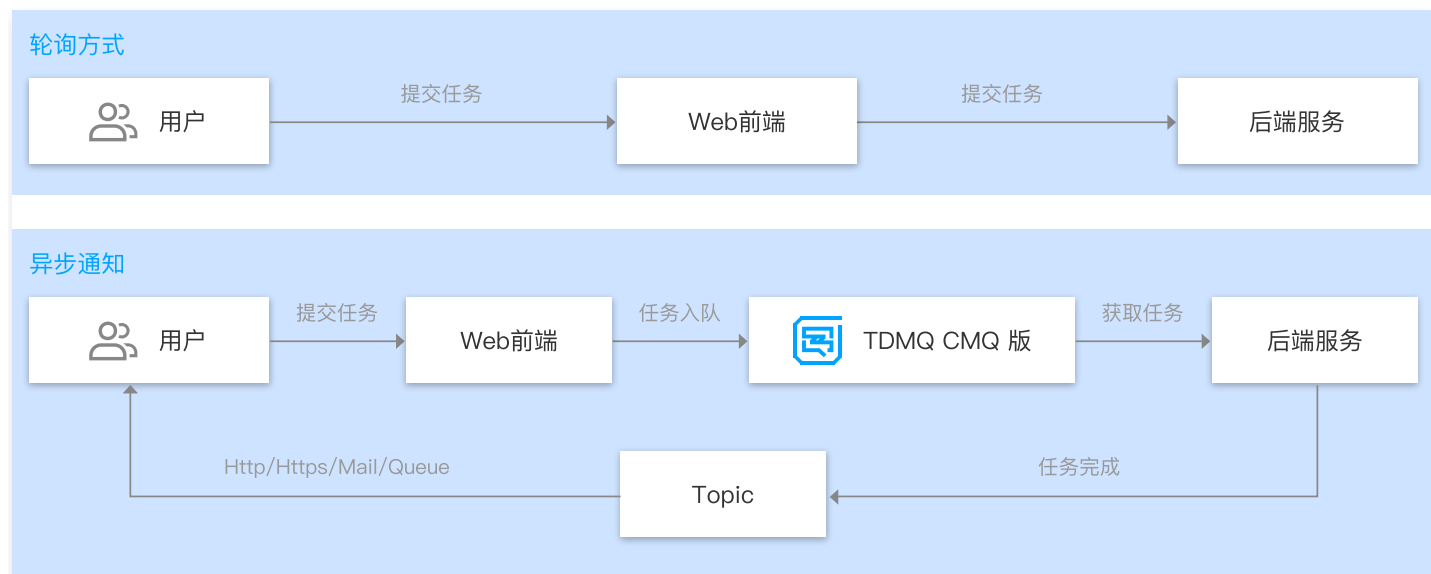 轮询方式
提交任务
提交任务
用户
Web前端
后端服务
异步通知
提交任务
任务入队
获取任务
用户
Web前端
TDMQ CMQ 版
后端服务
Http/Https/Mail/Queue
任务完成
Topic